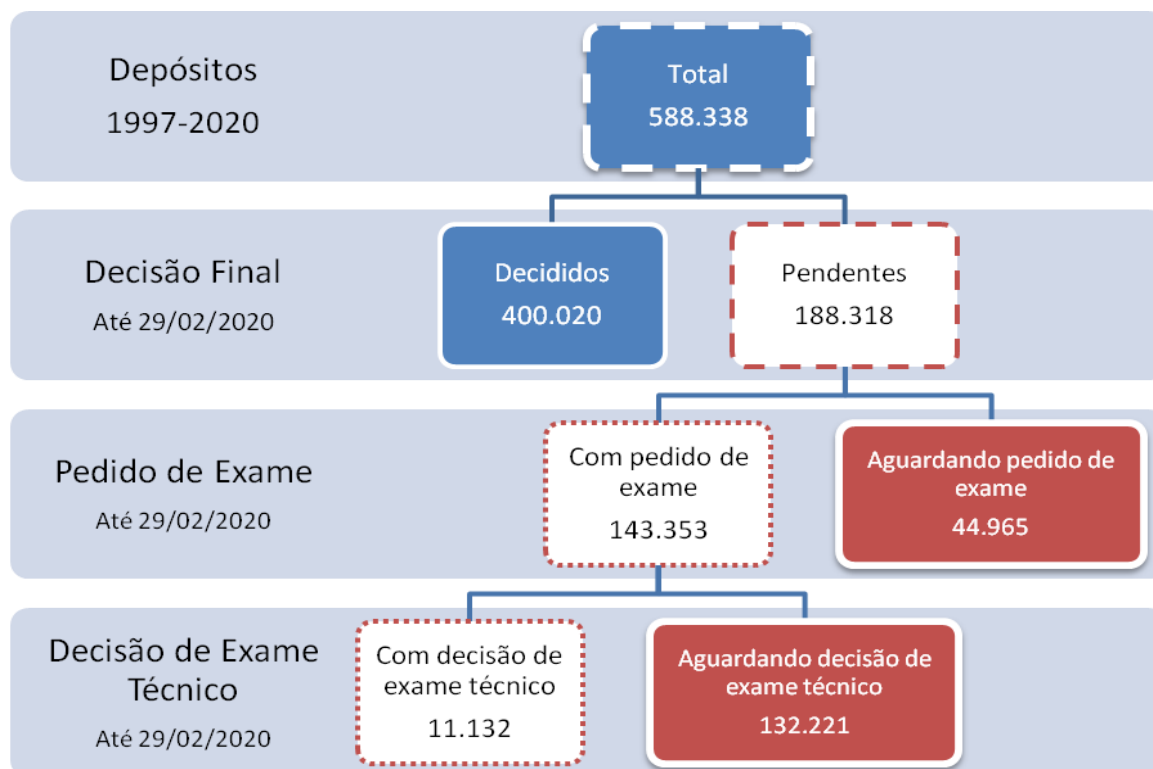 Depósitos
1997-2020
Total
588.338
Decisão Final
Até 29/02/2020
Decididos
400.020
Pendentes
188.318
Pedido de Exame
Até 29/02/2020
Com pedido de
exame
143.353
Aguardando pedido de
exame
44.965
Decisão de Exame
Técnico
Até 29/02/2020
Com decisão de
exame técnico
11.132
Aguardando decisão de
exame técnico
132.221